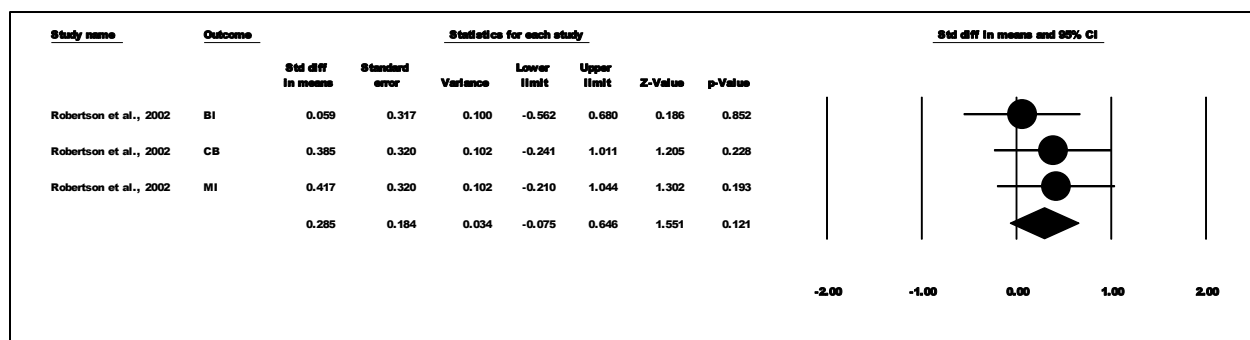 Study name Outcome Statistics for each study Std diff in means and 95% CI
Std diff Standard Lower Upper
in means error Variance limit limit Z-Value p-Value
Robertson et al., 2002 BI 0.059 0.317 0.100 -0.562 0.680 0.186 0.852
Robertson et al., 2002 CB 0.385 0.320 0.102 -0.241 1.011 1.205 0.228
Robertson et al., 2002 MI 0.417 0.320 0.102 -0.210 1.044 1.302 0.193
0.285 0.184 0.034 -0.075 0.646 1.551 0.121
-2.00 -1.00 0.00 1.00 2.00